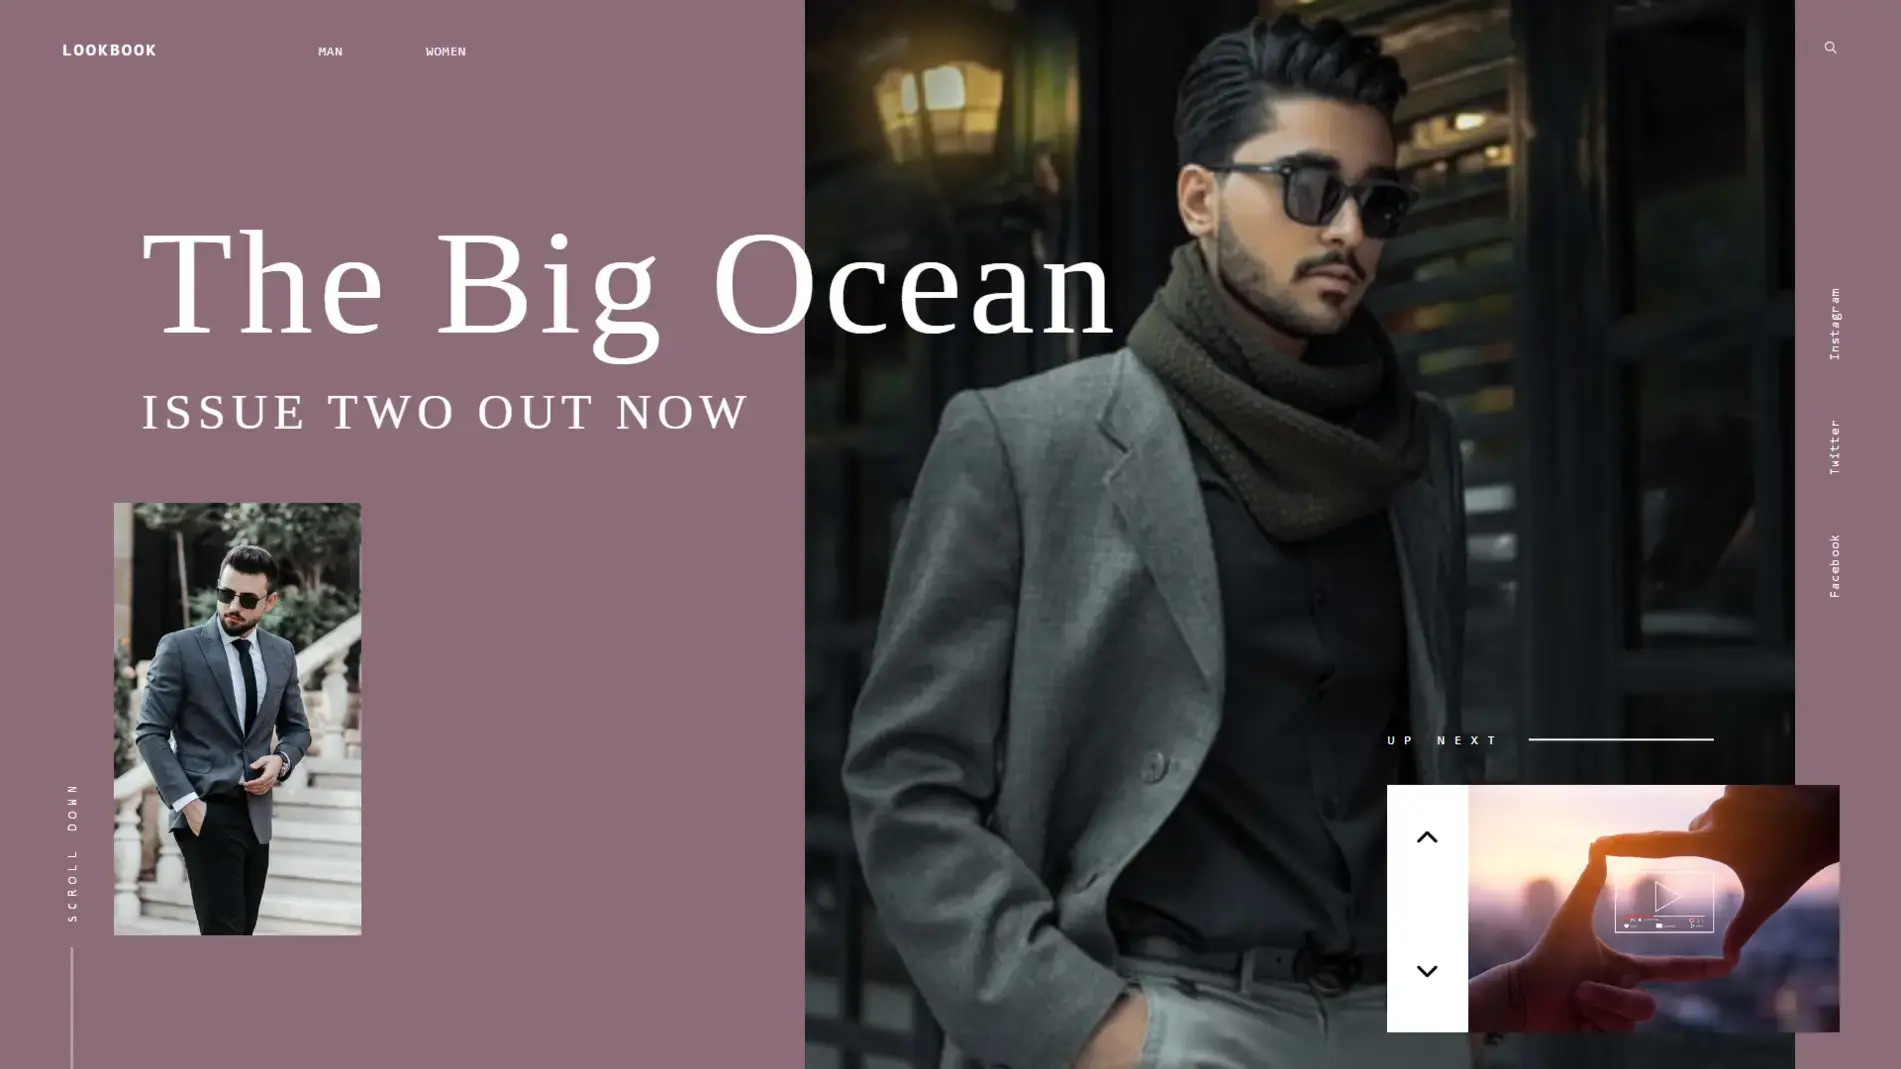 LOOKBOOK
MAN
WOMEN
The Big Ocean
ISSUE TWO OUT NOW
Instagram
Twitter
Facebook
UP NEXT
SCROLL DOWN